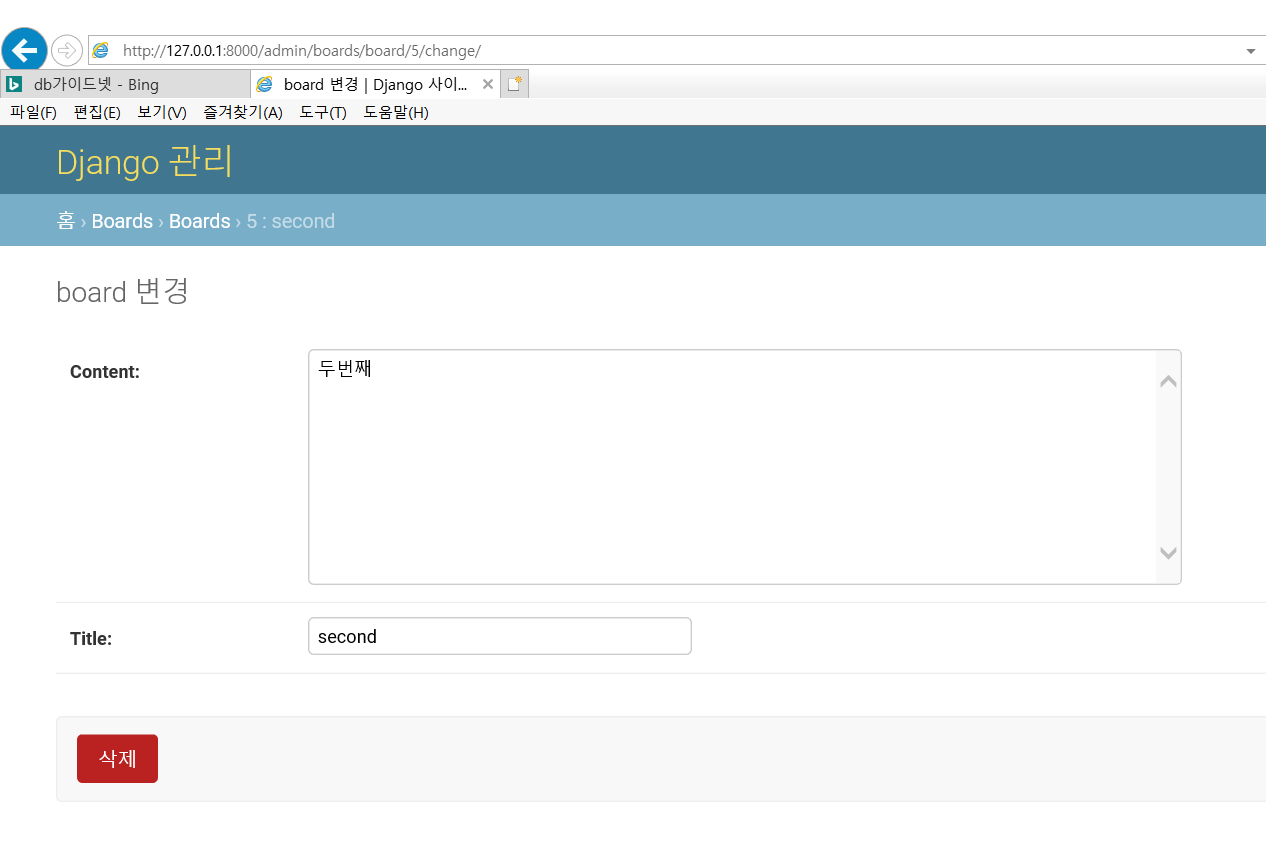 http://127.0.0.1:8000/admin/boards/board/5/change/
db가이드넷 - Bing
board 변경 | Django 사이...
파일(F) 편집(E) 보기(V) 즐겨찾기(A) 도구(T) 도움말(H)
Django 관리
홈 › Boards › Boards › 5 : second
board 변경
Content:
두번째
Title:
second
삭제